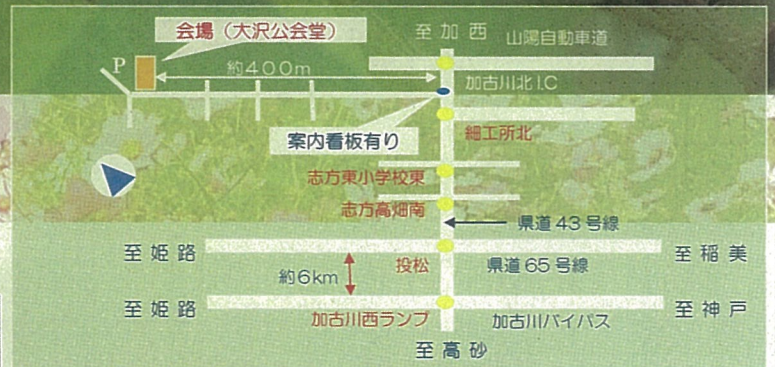 会場（大沢公会堂）
至加西
山陽自動車道
P
約400m
加古川北I.C
案内看板有り
細工所北
志方東小学校東
志方高畑南
県道43号線
至姫路
投松
県道65号線
至稲美
約6km
至姫路
加古川西ランプ
加古川バイパス
至神戸
至高砂